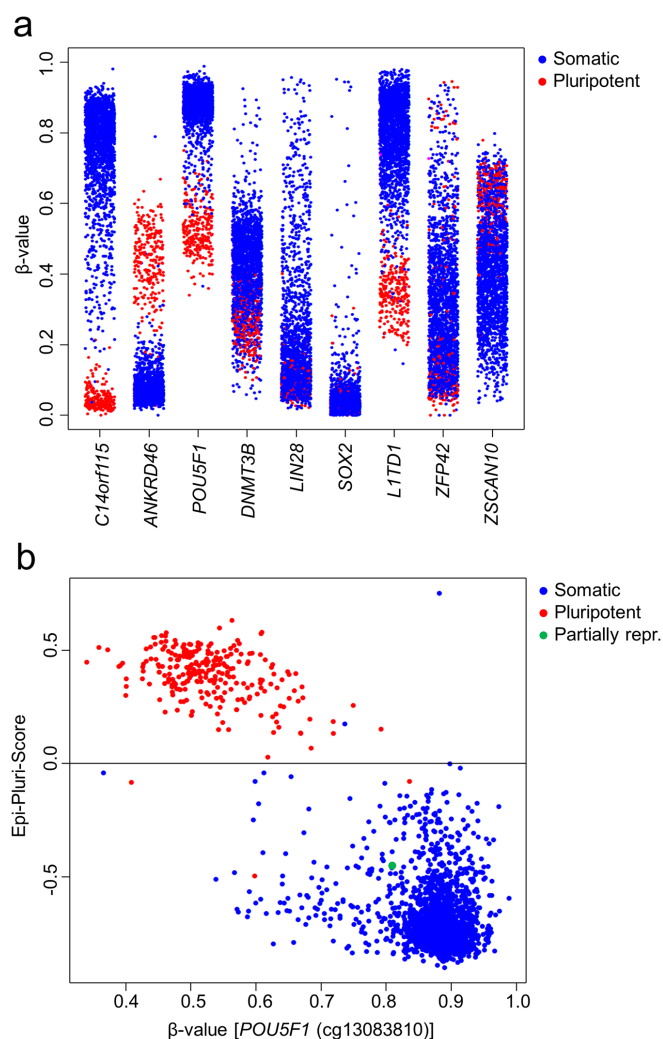 a
Somatic
Pluripotent
β-value
1.0
0.8
0.6
0.4
0.2
0.0
C14orf115
ANKRD46
POU5F1
DNMT3B
LIN28
SOX2
L1TD1
ZFP42
ZSCAN10
b
Somatic
Pluripotent
Partially repr.
Epi-Pluri-Score
0.5
0.0
-0.5
0.4 0.5 0.6 0.7 0.8 0.9 1.0
β-value [POU5F1 (cg13083810)]